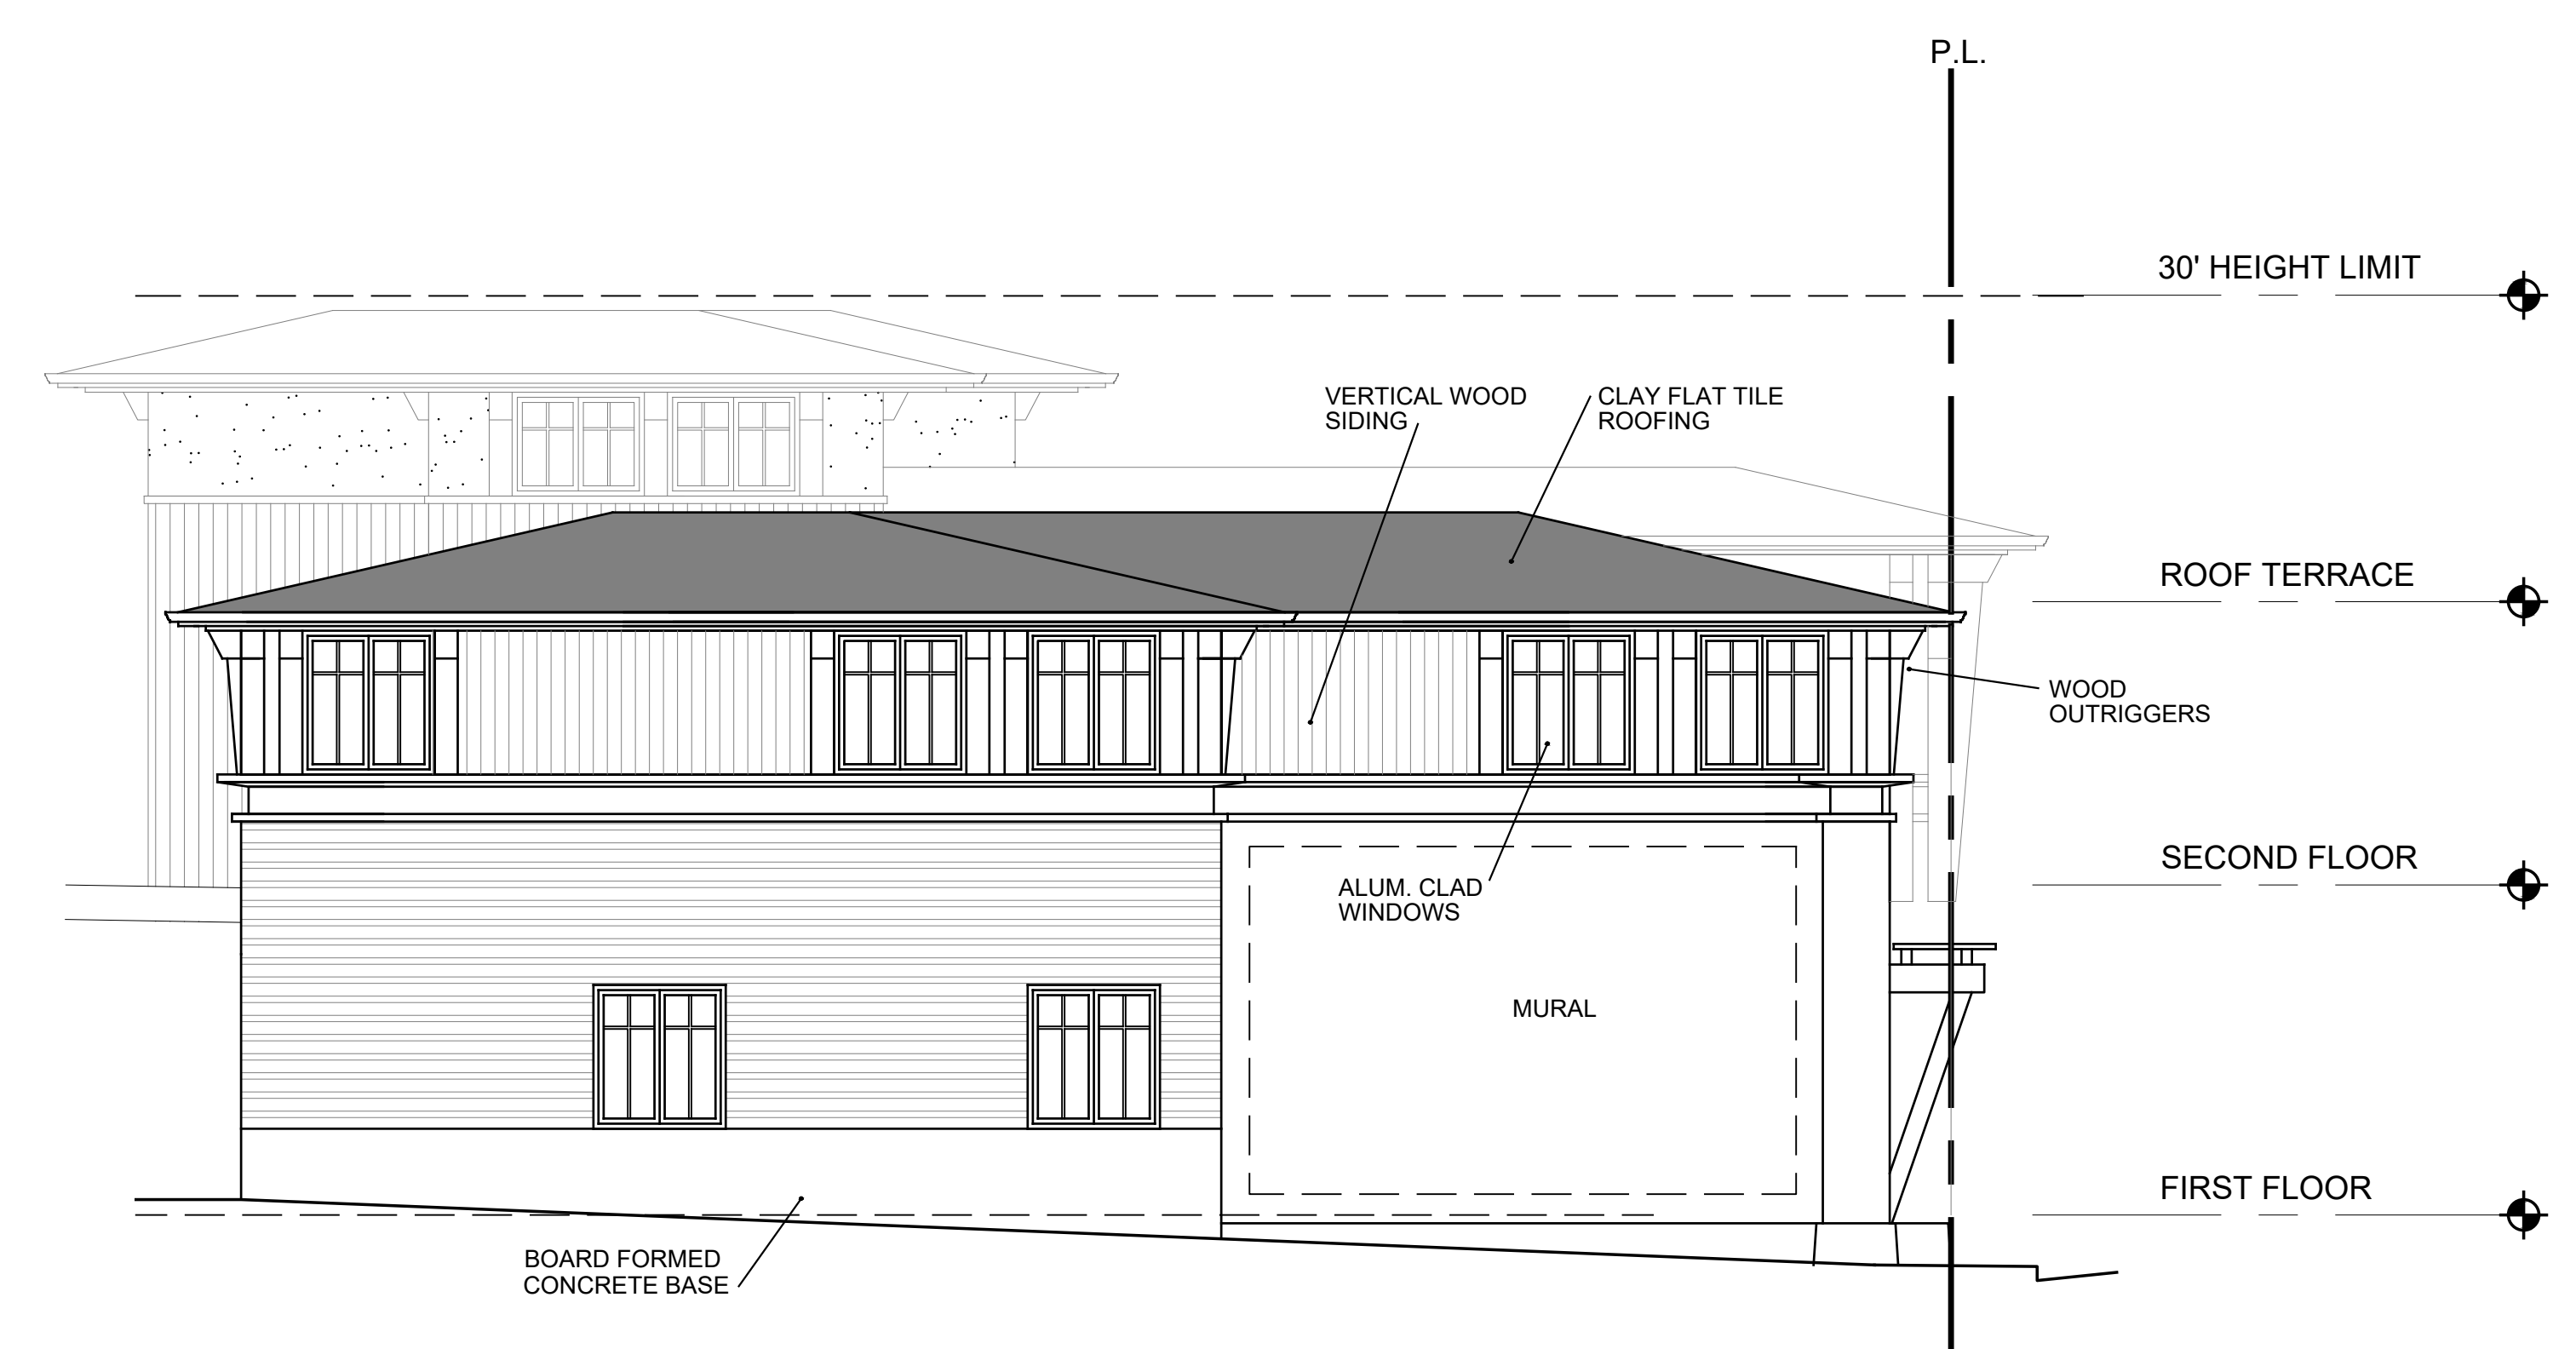 P.L.
30' HEIGHT LIMIT
VERTICAL WOOD
SIDING
CLAY FLAT TILE
ROOFING
ROOF TERRACE
WOOD
OUTRIGGERS
SECOND FLOOR
ALUM. CLAD
WINDOWS
MURAL
FIRST FLOOR
BOARD FORMED
CONCRETE BASE